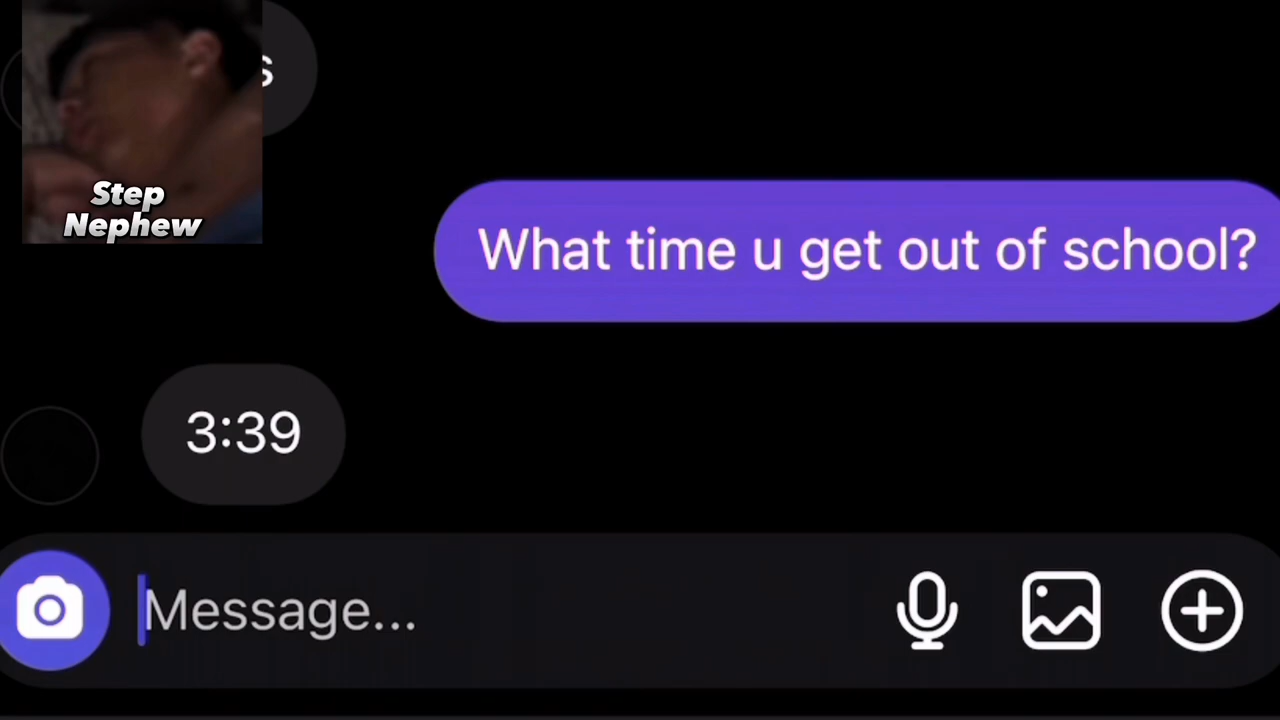 s
Step
Nephew
What time u get out of school?
3:39
Message...